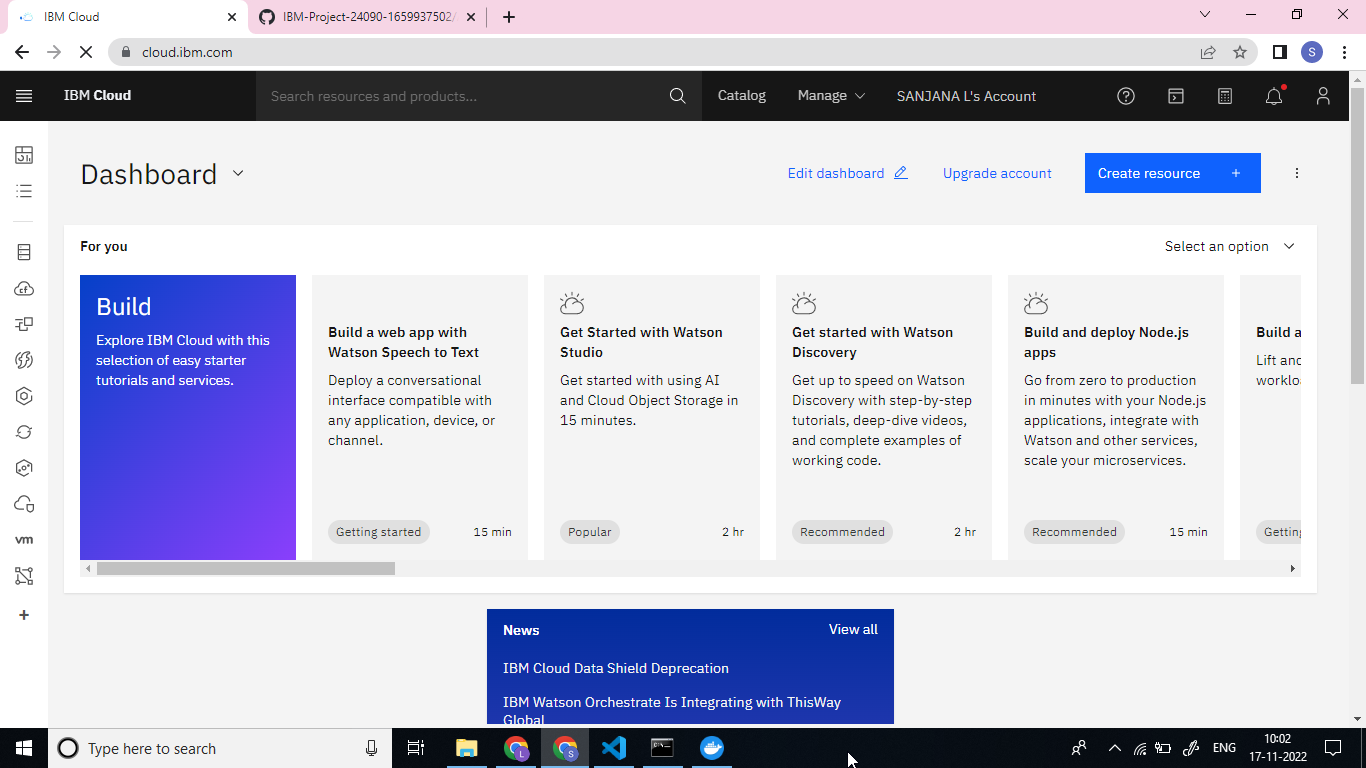 IBM Cloud
IBM-Project-24090-1659937502/
cloud.ibm.com
S
IBM Cloud
Search resources and products...
Catalog
Manage
SANJANA L's Account
Dashboard
Edit dashboard
Upgrade account
Create resource +
For you
Select an option
Build
Explore IBM Cloud with this
selection of easy starter
tutorials and services.
Build a web app with
Watson Speech to Text
Deploy a conversational
interface compatible with
any application, device, or
channel.
Getting started
15 min
Get Started with Watson
Studio
Get started with using AI
and Cloud Object Storage in
15 minutes.
Popular
2 hr
Get started with Watson
Discovery
Get up to speed on Watson
Discovery with step-by-step
tutorials, deep-dive videos,
and complete examples of
working code.
Recommended
2 hr
Build and deploy Node.js
apps
Go from zero to production
in minutes with your Node.js
applications, integrate with
Watson and other services,
scale your microservices.
Recommended
15 min
Build a
Lift and
Getting
cf
vm
News
View all
IBM Cloud Data Shield Deprecation
IBM Watson Orchestrate Is Integrating with ThisWay
Global
Type here to search
L
S
ENG
10:02
17-11-2022